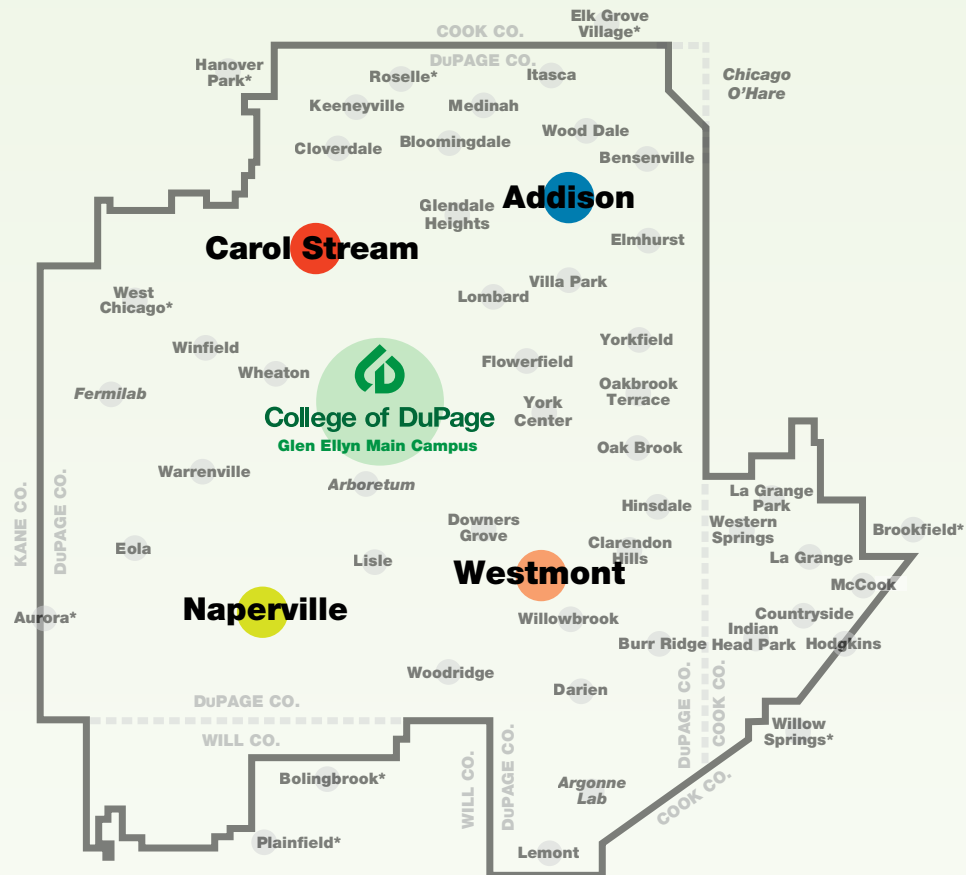 Elk Grove
Village*
COOK CO.
DuPAGE CO.
Hanover
Park*
Roselle*
Itasca
Chicago
O'Hare
Keeneyville
Medinah
Cloverdale
Bloomingdale
Wood Dale
Bensenville
Glendale
Heights
Addison
Carol Stream
Elmhurst
West
Chicago*
Lombard
Villa Park
Winfield
Wheaton
Flowerfield
Yorkfield
Fermilab
College of DuPage
Glen Ellyn Main Campus
York
Center
Oakbrook
Terrace
Oak Brook
Warrenville
Arboretum
KANE CO.
DuPAGE CO.
Hinsdale
La Grange
Park
Western
Springs
Brookfield*
Eola
Lisle
Downers
Grove
Clarendon
Hills
La Grange
Westmont
McCook
Naperville
Aurora*
Willowbrook
Countryside
Burr Ridge
Indian
Head Park
Hodgkins
Woodridge
Darien
DuPAGE CO.
WILL CO.
DuPAGE CO.
COOK CO.
Willow
Springs*
Bolingbrook*
WILL CO.
DuPAGE CO.
Argonne
Lab
COOK CO.
Plainfield*
Lemont